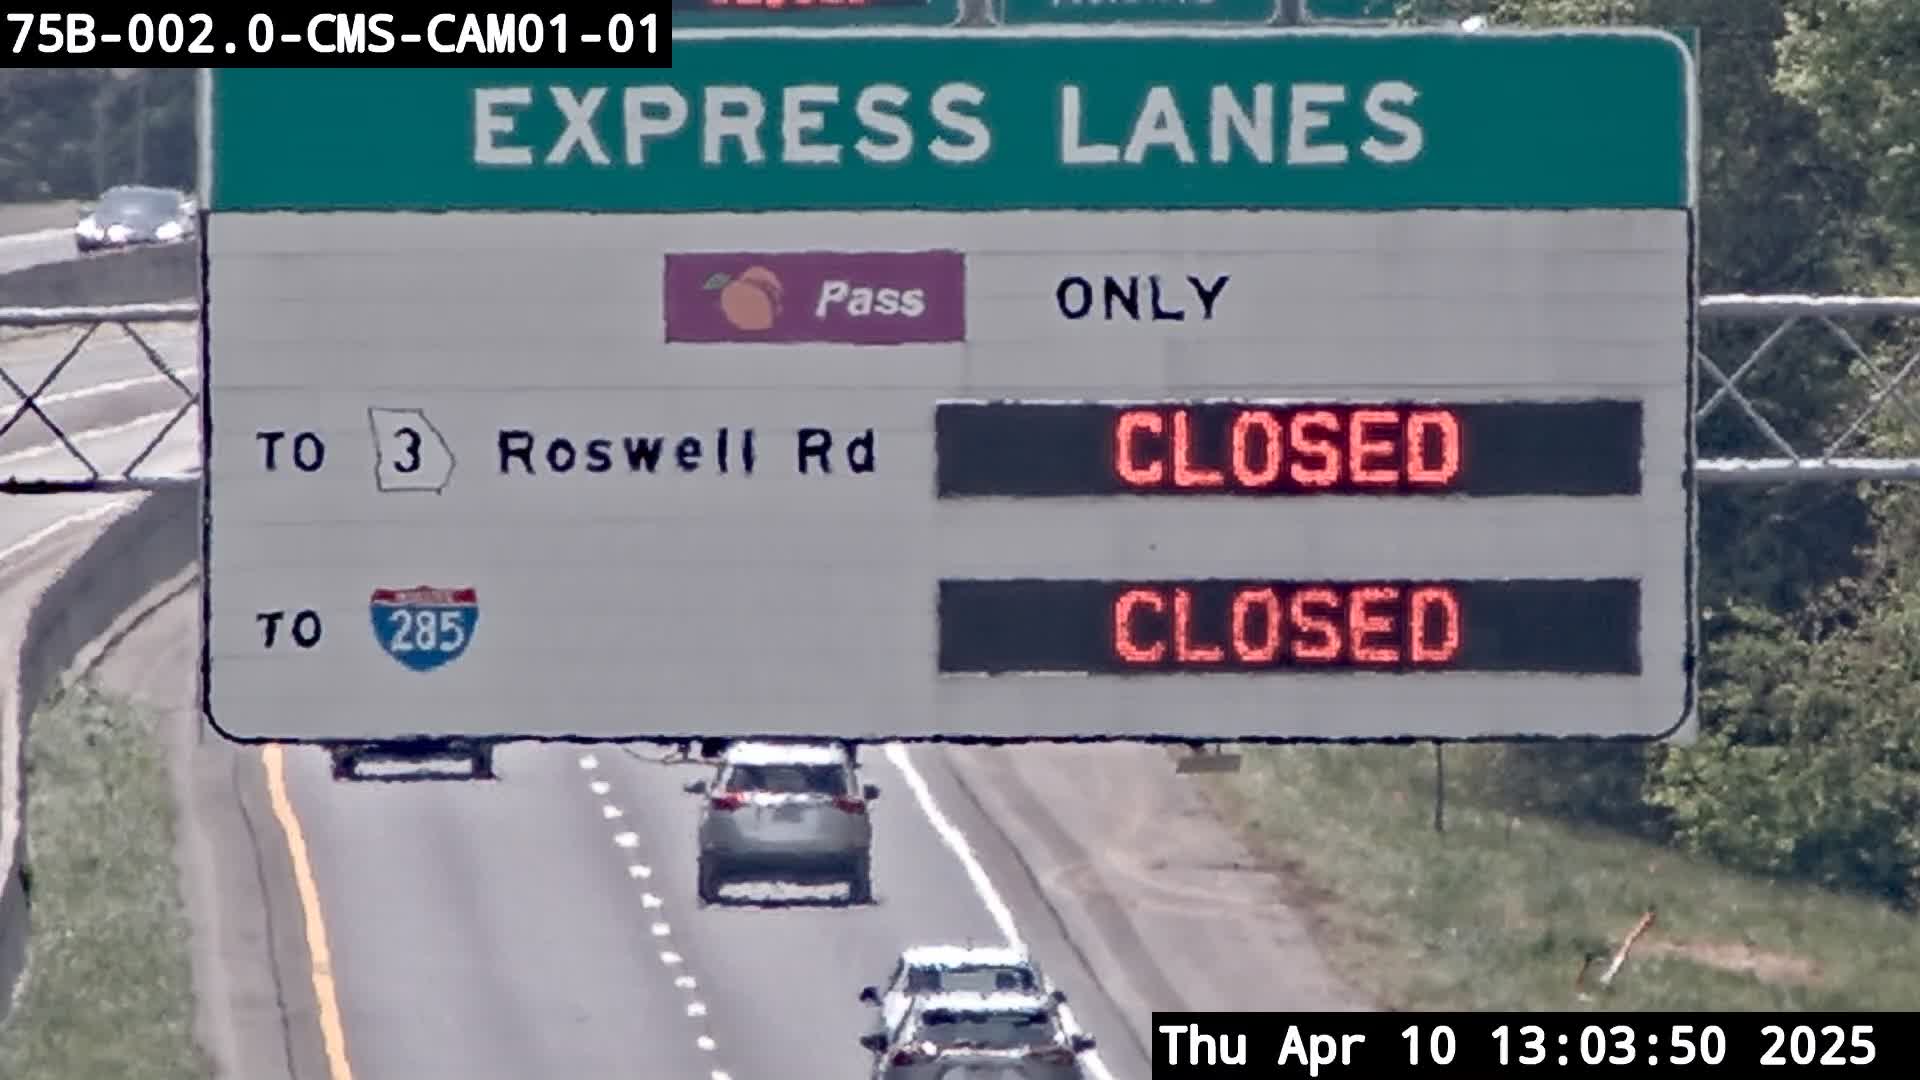 75B-002.0-CMS-CAM01-01
EXPRESS LANES
Pass ONLY
TO 3 Roswell Rd CLOSED
TO 285 CLOSED
Thu Apr 10 13:03:50 2025